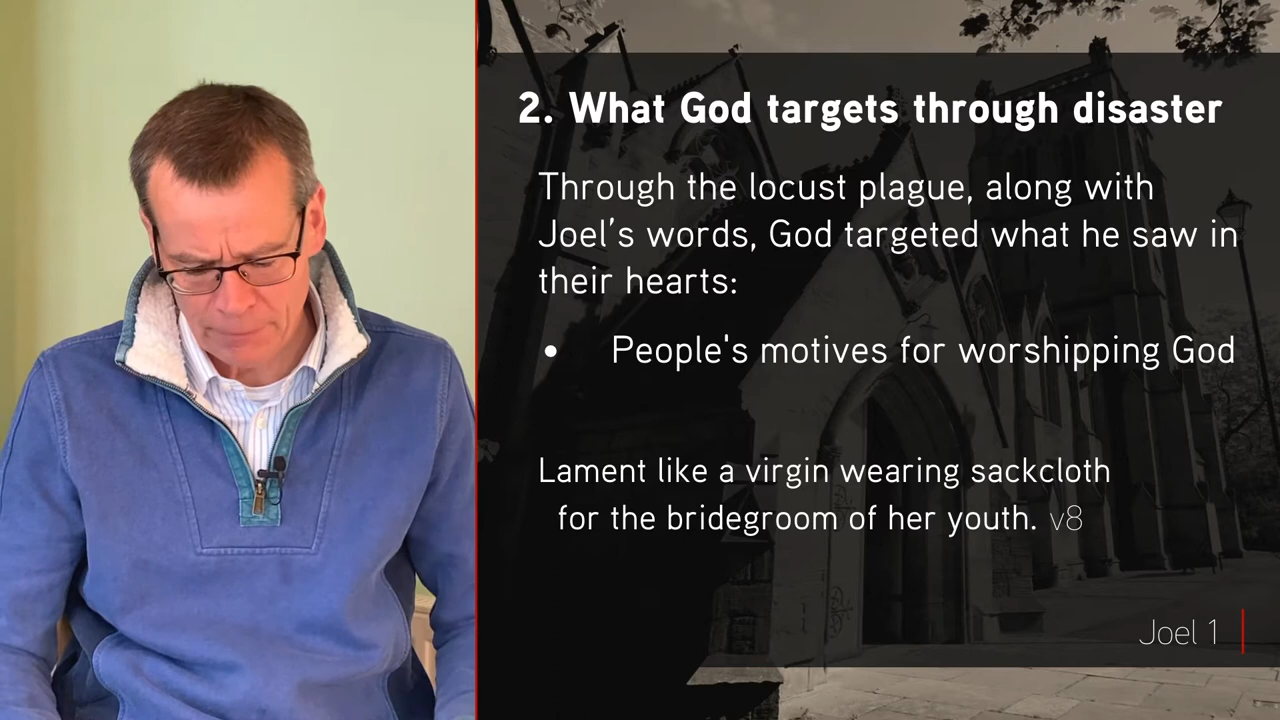 2. What God targets through disaster
Through the locust plague, along with
Joel's words, God targeted what he saw in
their hearts:
• People's motives for worshipping God
Lament like a virgin wearing sackcloth
for the bridegroom of her youth. v8
Joel 1